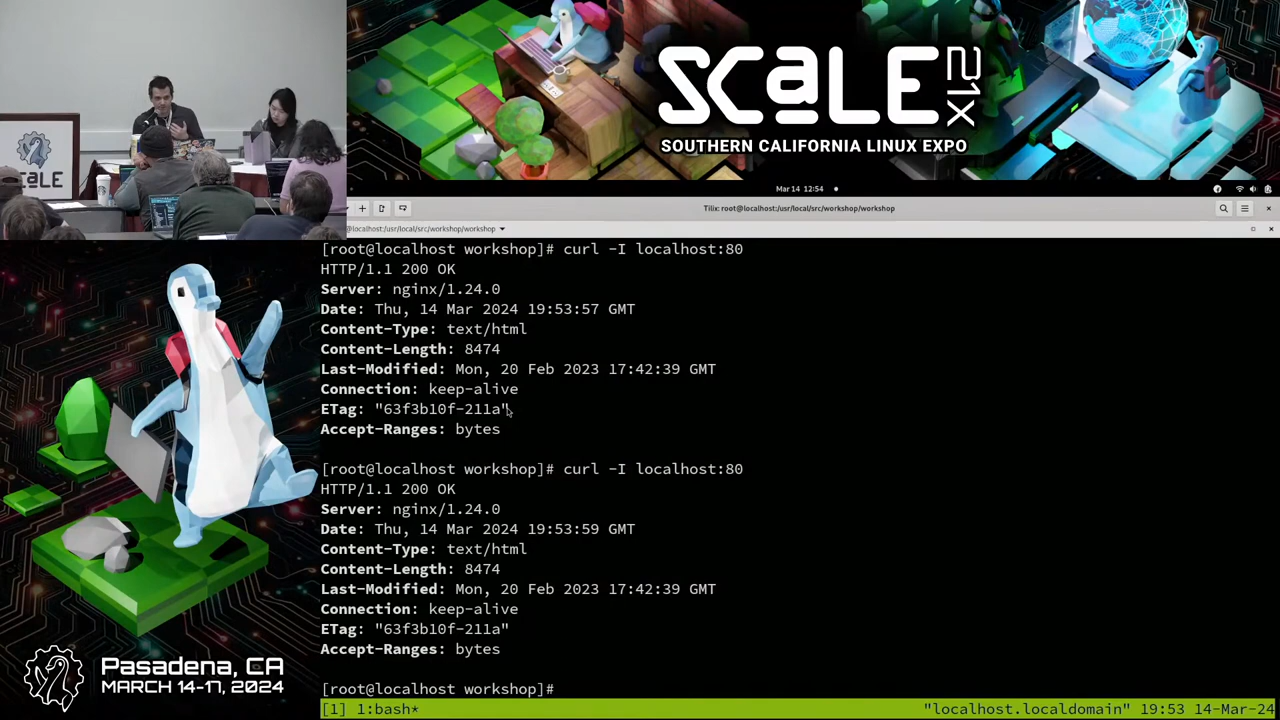 SCaLE 21X
SOUTHERN CALIFORNIA LINUX EXPO
CaLE
Mar 14 12:54
Tilix: root@localhost:/usr/local/src/workshop/workshop
@localhost:/usr/local/src/workshop/workshop
[root@localhost workshop]# curl -I localhost:80
HTTP/1.1 200 OK
Server: nginx/1.24.0
Date: Thu, 14 Mar 2024 19:53:57 GMT
Content-Type: text/html
Content-Length: 8474
Last-Modified: Mon, 20 Feb 2023 17:42:39 GMT
Connection: keep-alive
ETag: "63f3b10f-211a"
Accept-Ranges: bytes
[root@localhost workshop]# curl -I localhost:80
HTTP/1.1 200 OK
Server: nginx/1.24.0
Date: Thu, 14 Mar 2024 19:53:59 GMT
Content-Type: text/html
Content-Length: 8474
Last-Modified: Mon, 20 Feb 2023 17:42:39 GMT
Connection: keep-alive
ETag: "63f3b10f-211a"
Accept-Ranges: bytes
[root@localhost workshop]#
[1] 1:bash* "localhost.localdomain" 19:53 14-Mar-24
Pasadena, CA
MARCH 14-17, 2024